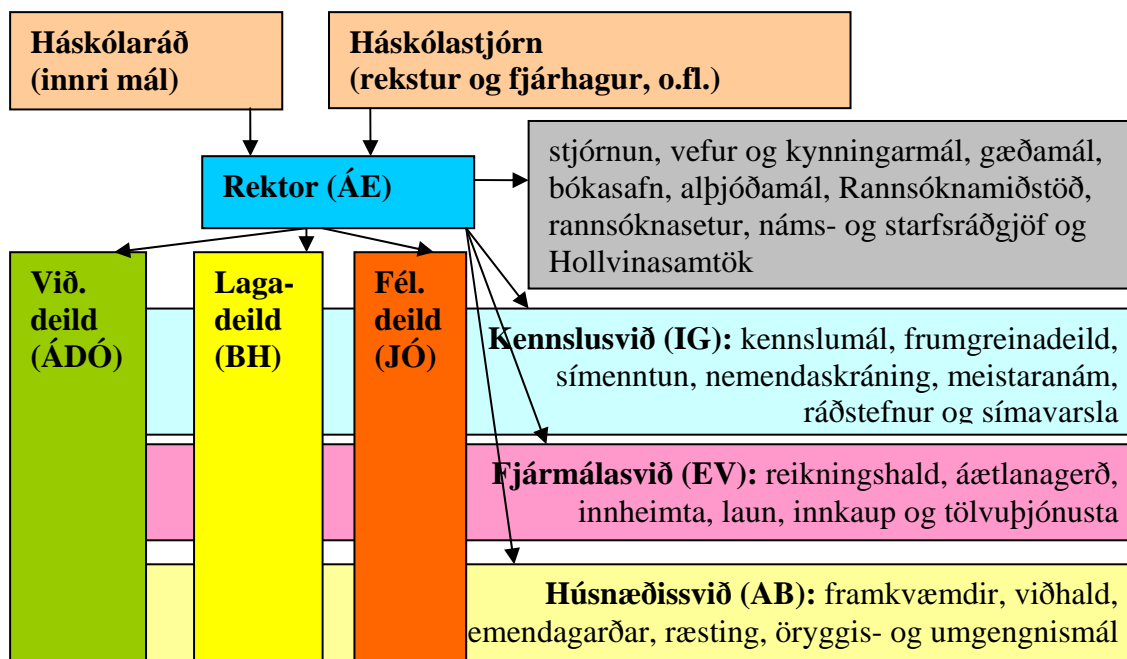 Háskólaráð
(innri mál)
Háskólastjórn
(rekstur og fjárhagur, o.fl.)
Rektor (ÁE)
stjórnun, vefur og kynningarmál, gæðamál,
bókasafn, alþjóðamál, Rannsóknamiðstöð,
rannsóknasetur, náms- og starfsráðgjöf og
Hollvinasamtök
Við.
deild
(ÁDÓ)
Laga-
deild
(BH)
Fél.
deild
(JÓ)
Kennslusvið (IG): kennslumál, frumgreinadeild,
símenntun, nemendaskráning, meistaranám,
ráðstefnur og símavarsla
Fjármálasvið (EV): reikningshald, áætlanagerð,
innheimta, laun, innkaup og tölvuþjónusta
Húsnæðissvið (AB): framkvæmdir, viðhald,
emendagarðar, ræsting, öryggis- og umgengnismál